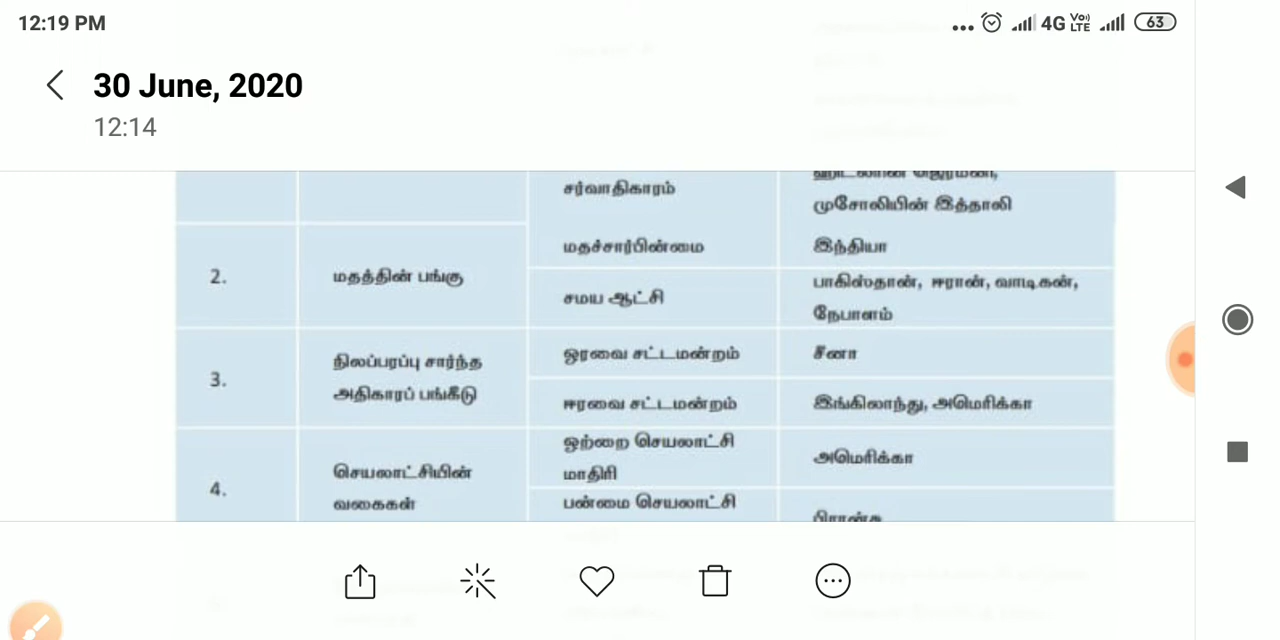 12:19 PM
4G Vo) LTE 63
30 June, 2020
12:14
சர்வாதிகாரம்
முசோலியின் இத்தாலி
மதச்சார்பின்மை
இந்தியா
2.
மதத்தின் பங்கு
சமய ஆட்சி
பாகிஸ்தான், ஈரான், வாடிகன்,
நேபாளம்
3.
நிலப்பரப்பு சார்ந்த
அதிகாரப் பங்கீடு
ஓரவை சட்டமன்றம்
சீனா
ஈரவை சட்டமன்றம்
இங்கிலாந்து, அமெரிக்கா
4.
செயலாட்சியின்
வகைகள்
ஒற்றை செயலாட்சி
மாதிரி
அமெரிக்கா
பன்மை செயலாட்சி